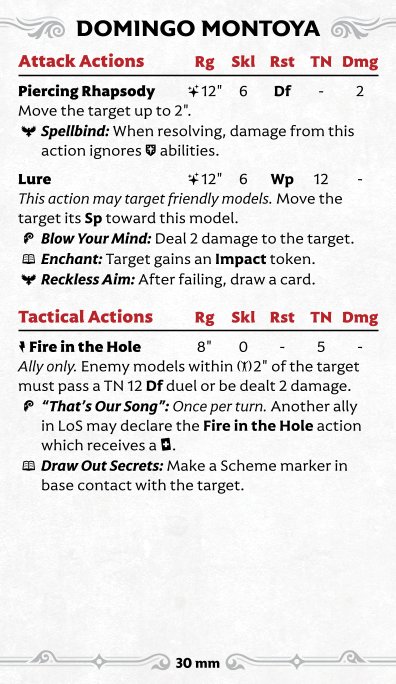 DOMINGO MONTOYA
Attack Actions Rg Skl Rst TN Dmg
Piercing Rhapsody 12" 6 Df - 2
Move the target up to 2".
Spellbind: When resolving, damage from this
action ignores abilities.
Lure 12" 6 Wp 12 -
This action may target friendly models. Move the
target its Sp toward this model.
Blow Your Mind: Deal 2 damage to the target.
Enchant: Target gains an Impact token.
Reckless Aim: After failing, draw a card.
Tactical Actions Rg Skl Rst TN Dmg
Fire in the Hole 8" 0 - 5 -
Ally only. Enemy models within 2" of the target
must pass a TN 12 Df duel or be dealt 2 damage.
“That’s Our Song”: Once per turn. Another ally
in LoS may declare the Fire in the Hole action
which receives a .
Draw Out Secrets: Make a Scheme marker in
base contact with the target.
30 mm